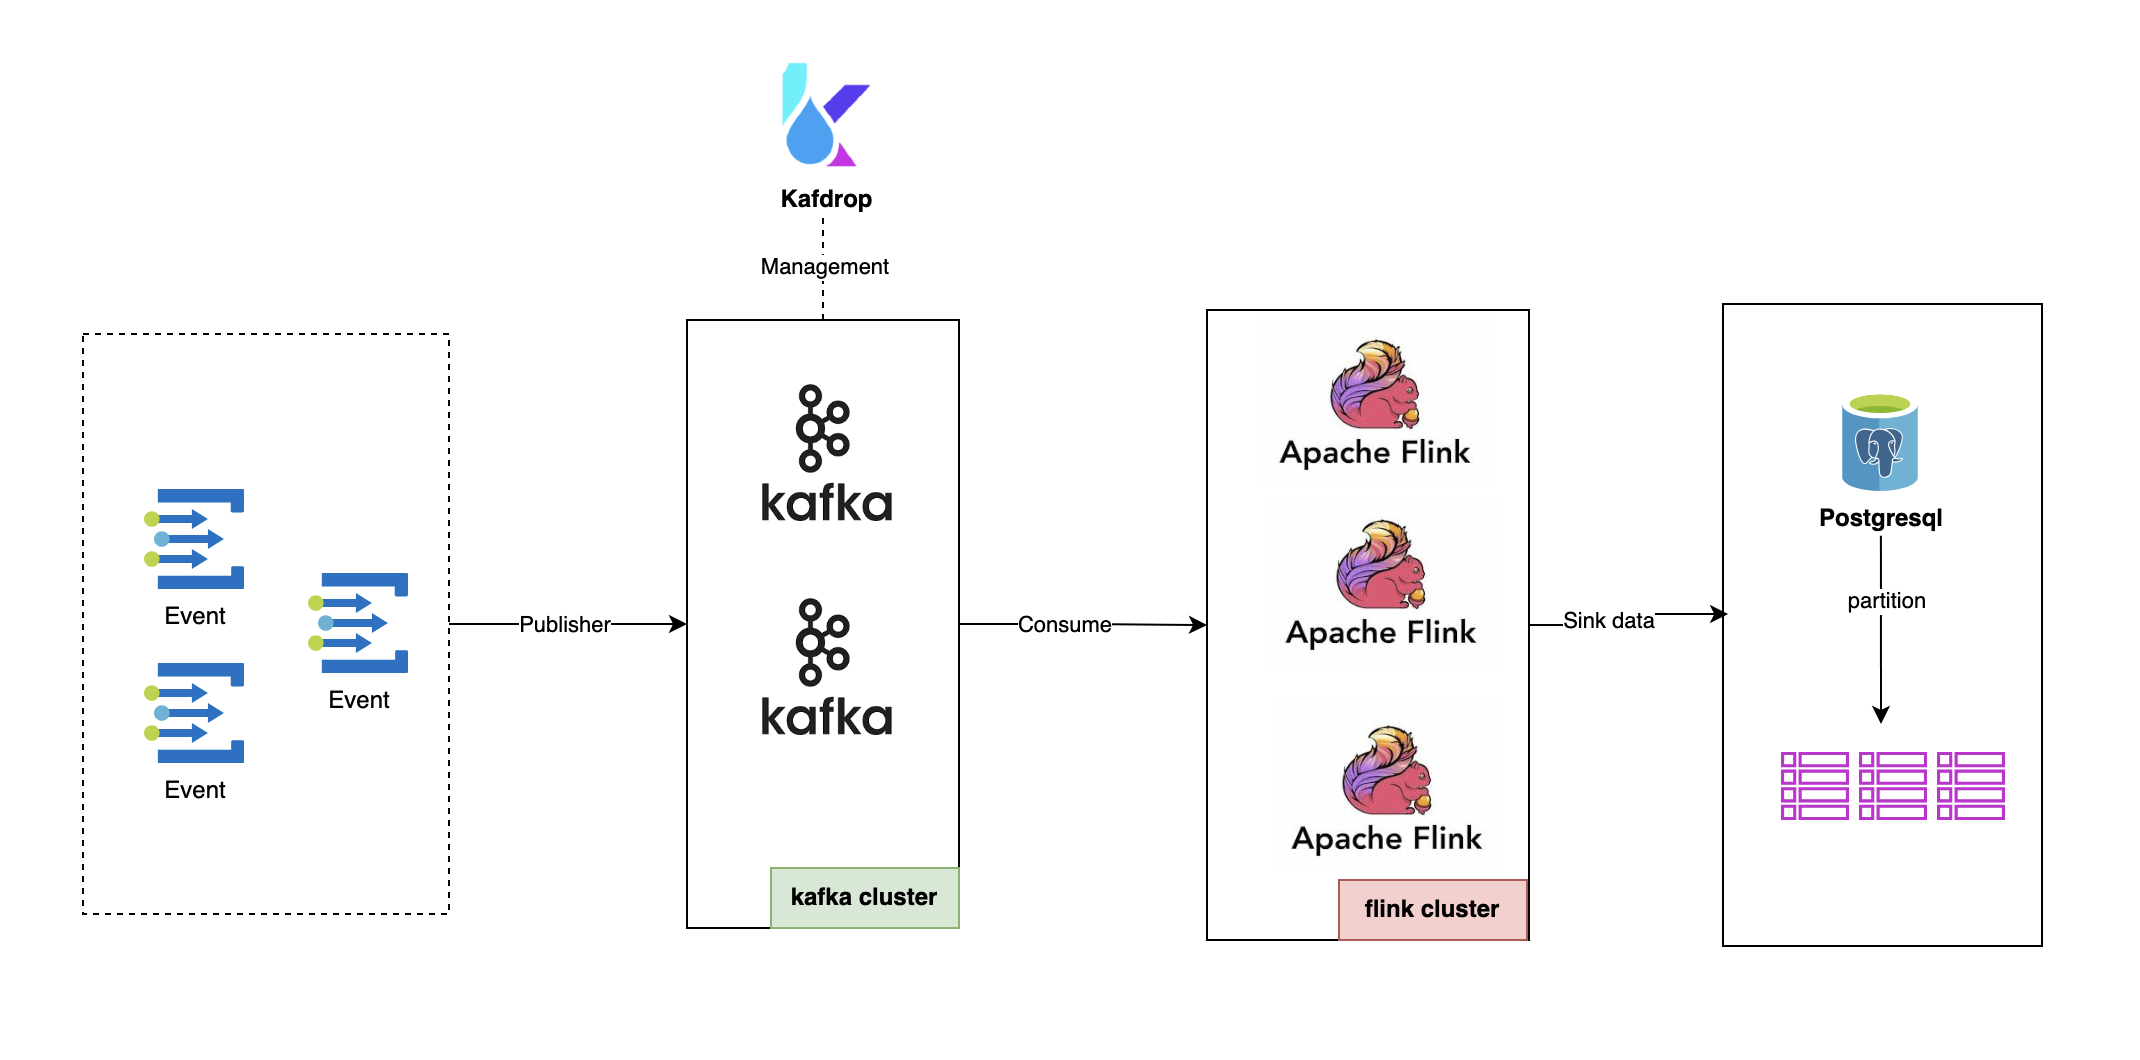 Kafdrop
Management
Event
Event
Event
Publisher
kafka
kafka
kafka cluster
Consume
Apache Flink
Apache Flink
Apache Flink
flink cluster
Sink data
Postgresql
partition